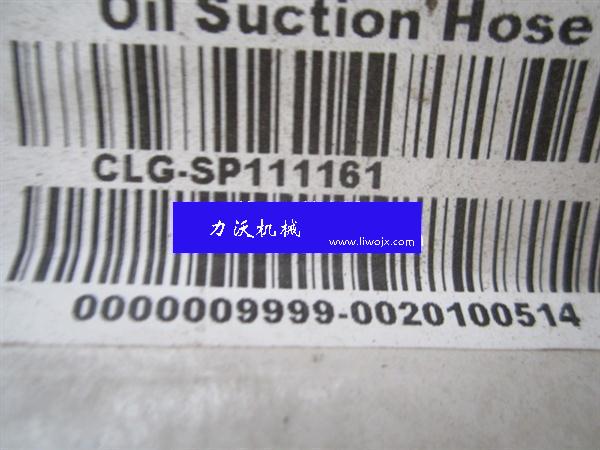 Oil Suction Hose
CLG-SP111161
力沃机械
www.liwojx.com
0000009999-0020100514